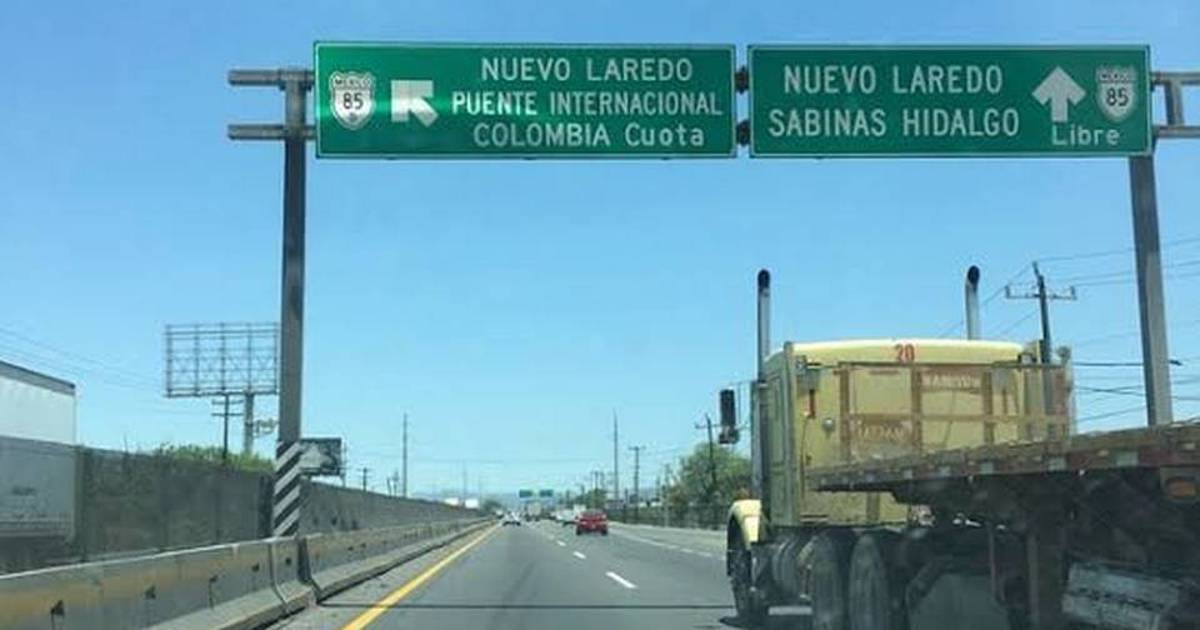 MEXICO
85
NUEVO LAREDO
PUENTE INTERNACIONAL
COLOMBIA Cuota
NUEVO LAREDO
SABINAS HIDALGO
MEXICO
85
Libre
20